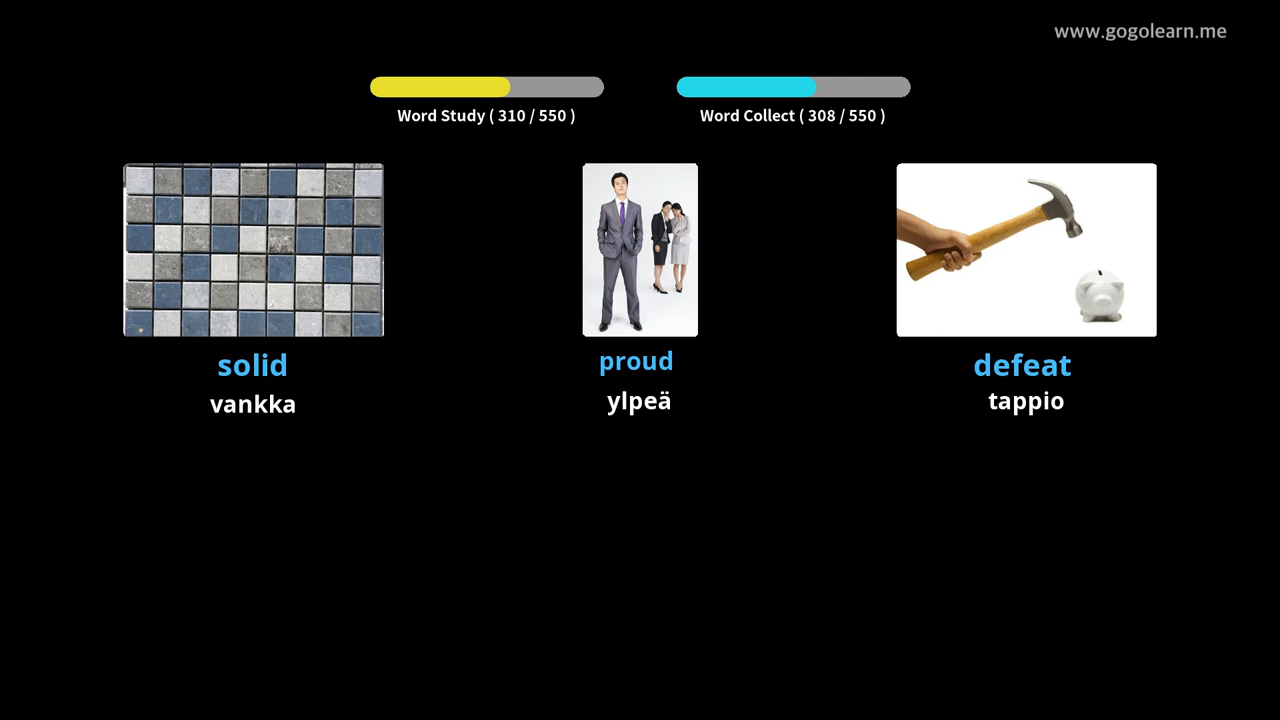 www.gogolearn.me
Word Study ( 310 / 550 )
Word Collect ( 308 / 550 )
solid
vankka
proud
ylpeä
defeat
tappio